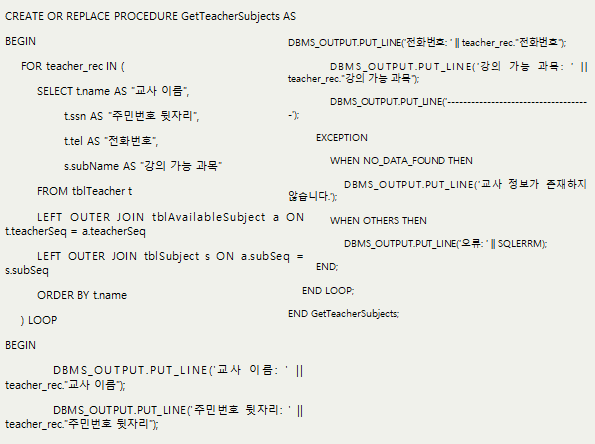 CREATE OR REPLACE PROCEDURE GetTeacherSubjects AS
BEGIN
FOR teacher_rec IN (
SELECT t.name AS "교사 이름",
t.ssn AS "주민번호 뒷자리",
t.tel AS "전화번호",
s.subName AS "강의 가능 과목"
FROM tblTeacher t
LEFT OUTER JOIN tblAvailableSubject a ON
t.teacherSeq = a.teacherSeq
LEFT OUTER JOIN tblSubject s ON a.subSeq =
s.subSeq
ORDER BY t.name
) LOOP
BEGIN
DBMS_OUTPUT.PUT_LINE('교사 이름: ' ||
teacher_rec."교사 이름");
DBMS_OUTPUT.PUT_LINE('주민번호 뒷자리: ' ||
teacher_rec."주민번호 뒷자리");
DBMS_OUTPUT.PUT_LINE('전화번호: ' || teacher_rec."전화번호");
DBMS_OUTPUT.PUT_LINE('강의 가능 과목: ' ||
teacher_rec."강의 가능 과목");
DBMS_OUTPUT.PUT_LINE('-----------------------------------
-');
EXCEPTION
WHEN NO_DATA_FOUND THEN
DBMS_OUTPUT.PUT_LINE('교사 정보가 존재하지
않습니다.');
WHEN OTHERS THEN
DBMS_OUTPUT.PUT_LINE('오류: ' || SQLERRM);
END;
END LOOP;
END GetTeacherSubjects;